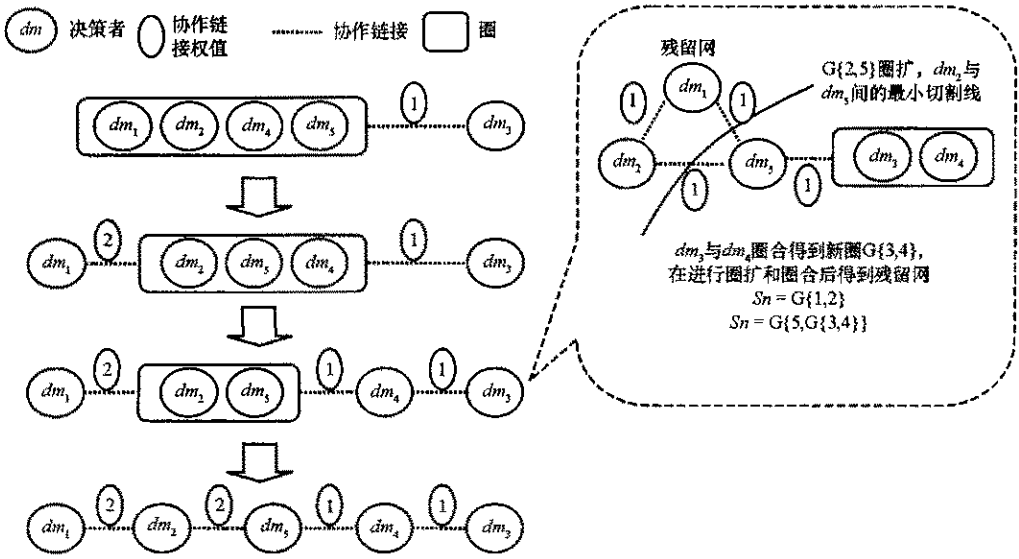 dm 决策者 协作链 接权值 协作链接 圈
dm₁ dm₂ dm₄ dm₅ 1 dm₃
dm₁ 2 dm₂ dm₅ dm₄ 1 dm₃
dm₁ 2 dm₂ dm₅ 1 dm₄ 1 dm₃
dm₁ 2 dm₂ 2 dm₅ 1 dm₄ 1 dm₃
残留网
G{2,5}圈扩，dm₂与
dm₅间的最小切割线
1 dm₁ 1
dm₂ 1 dm₅ 1 dm₃ dm₄
dm₃与dm₄圈合得到新圈G{3,4}，
在进行圈扩和圈合后得到残留网
Sn = G{1,2}
Sn = G{5,G{3,4}}